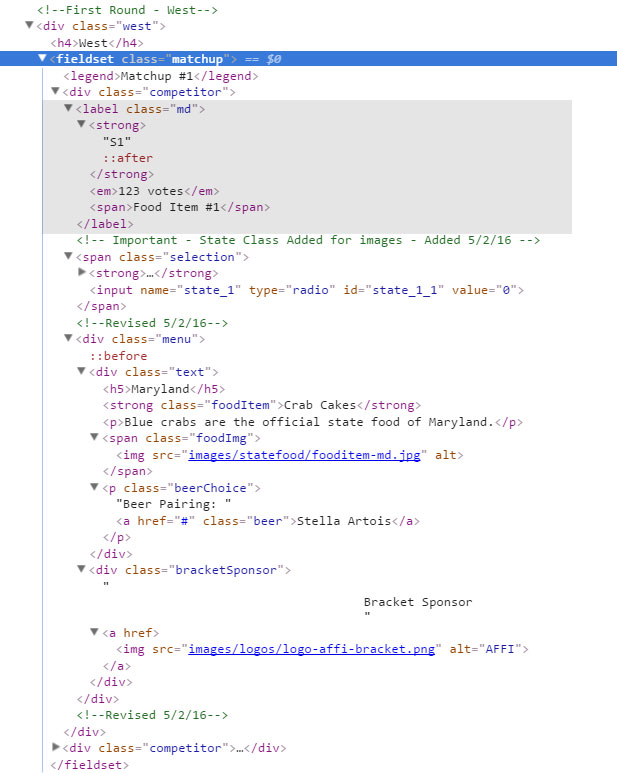 <!--First Round - West-->
<div class="west">
<h4>West</h4>
<fieldset class="matchup"> == $0
<legend>Matchup #1</legend>
<div class="competitor">
<label class="md">
<strong>
"S1"
::after
</strong>
<em>123 votes</em>
<span>Food Item #1</span>
</label>
<!-- Important - State Class Added for images - Added 5/2/16 -->
<span class="selection">
<strong>…</strong>
<input name="state_1" type="radio" id="state_1_1" value="0">
</span>
<!--Revised 5/2/16-->
<div class="menu">
::before
<div class="text">
<h5>Maryland</h5>
<strong class="foodItem">Crab Cakes</strong>
<p>Blue crabs are the official state food of Maryland.</p>
<span class="foodImg">
<img src="images/statefood/fooditem-md.jpg" alt>
</span>
<p class="beerChoice">
"Beer Pairing: "
<a href="#" class="beer">Stella Artois</a>
</p>
</div>
<div class="bracketSponsor">
"
Bracket Sponsor
"
<a href>
<img src="images/logos/logo-affi-bracket.png" alt="AFFI">
</a>
</div>
</div>
<!--Revised 5/2/16-->
</div>
<div class="competitor">…</div>
</fieldset>